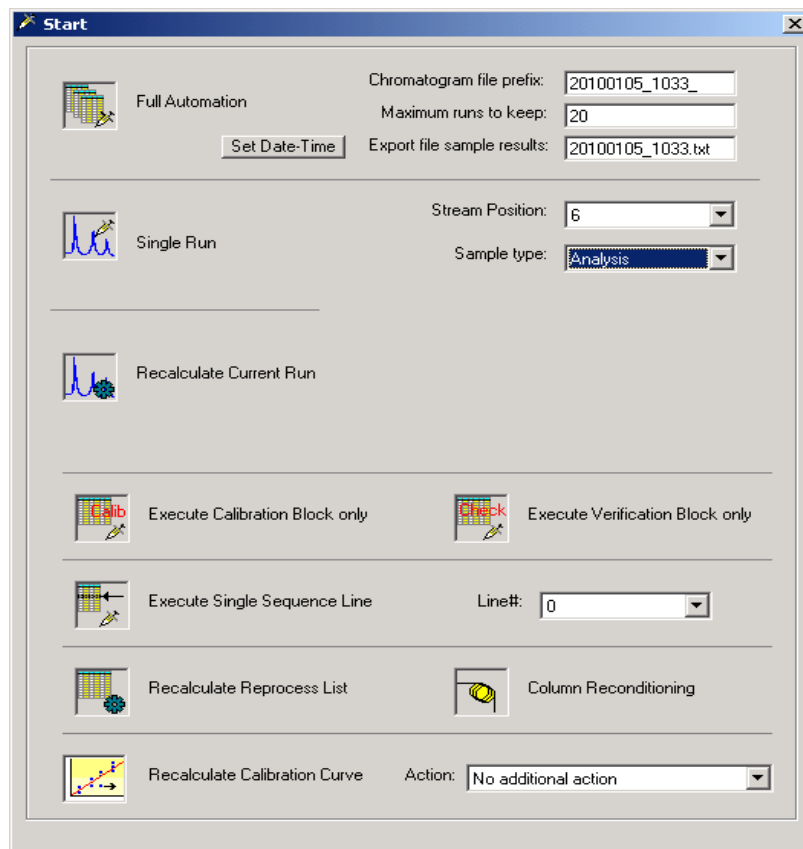 Start
Chromatogram file prefix: 20100105_1033_
Full Automation
Maximum runs to keep: 20
Set Date-Time
Export file sample results: 20100105_1033.txt
Stream Position: 6
Single Run
Sample type: Analysis
Recalculate Current Run
Calib Execute Calibration Block only
Check Execute Verification Block only
Execute Single Sequence Line
Line#: 0
Recalculate Reprocess List
Column Reconditioning
Recalculate Calibration Curve
Action: No additional action